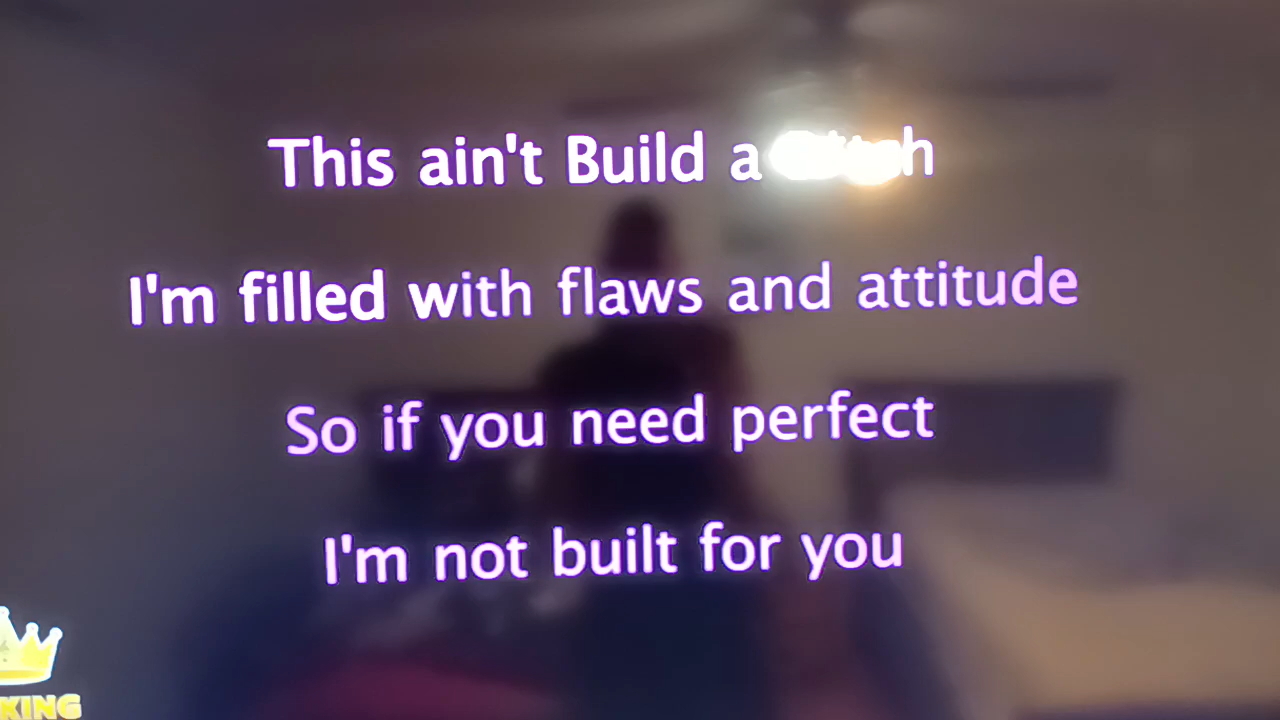 This ain't Build a
I'm filled with flaws and attitude
So if you need perfect
I'm not built for you
KING